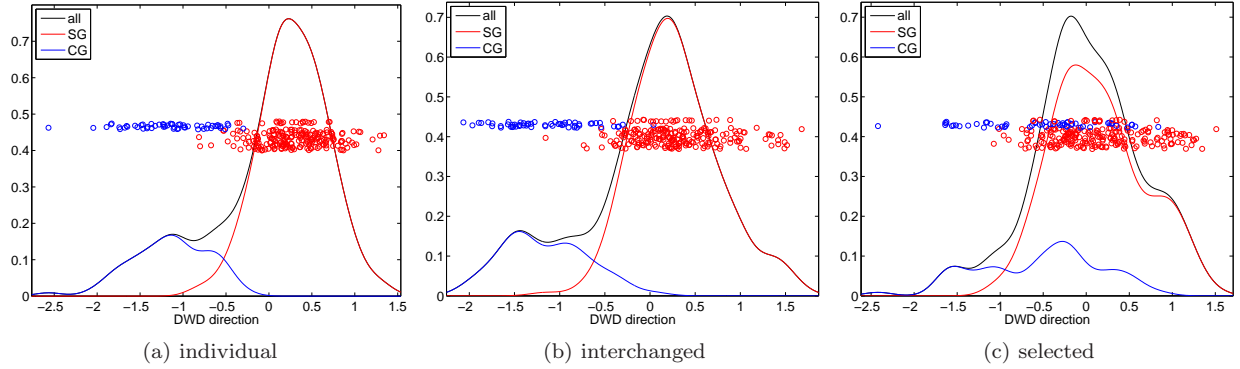 all
SG
CG
0.7
0.6
0.5
0.4
0.3
0.2
0.1
0
−2.5 −2 −1.5 −1 −0.5 0 0.5 1 1.5
DWD direction
(a) individual
all
SG
CG
0.7
0.6
0.5
0.4
0.3
0.2
0.1
0
−2 −1.5 −1 −0.5 0 0.5 1 1.5
DWD direction
(b) interchanged
all
SG
CG
0.7
0.6
0.5
0.4
0.3
0.2
0.1
0
−2.5 −2 −1.5 −1 −0.5 0 0.5 1 1.5
DWD direction
(c) selected